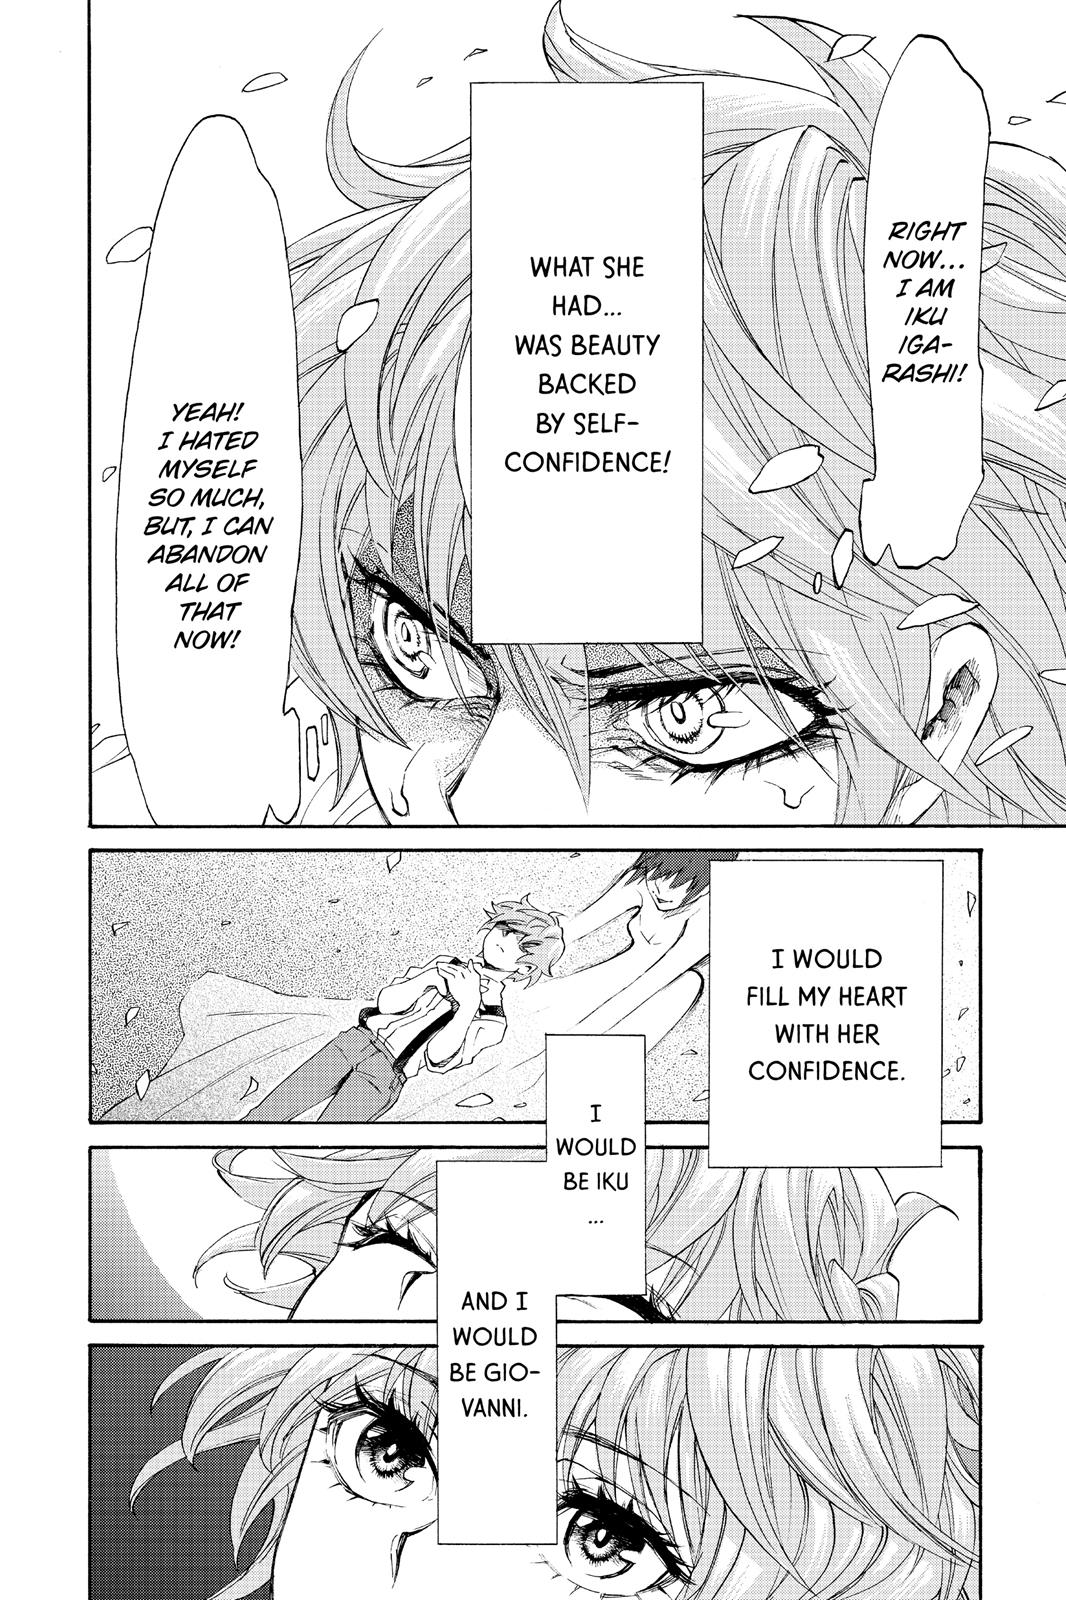 RIGHT
NOW...
I AM
IKU
IGA-
RASHI!
WHAT SHE
HAD...
WAS BEAUTY
BACKED
BY SELF-
CONFIDENCE!
YEAH!
I HATED
MYSELF
SO MUCH,
BUT, I CAN
ABANDON
ALL OF
THAT
NOW!
I WOULD
FILL MY HEART
WITH HER
CONFIDENCE.
I
WOULD
BE IKU
...
AND I
WOULD
BE GIO-
VANNI.